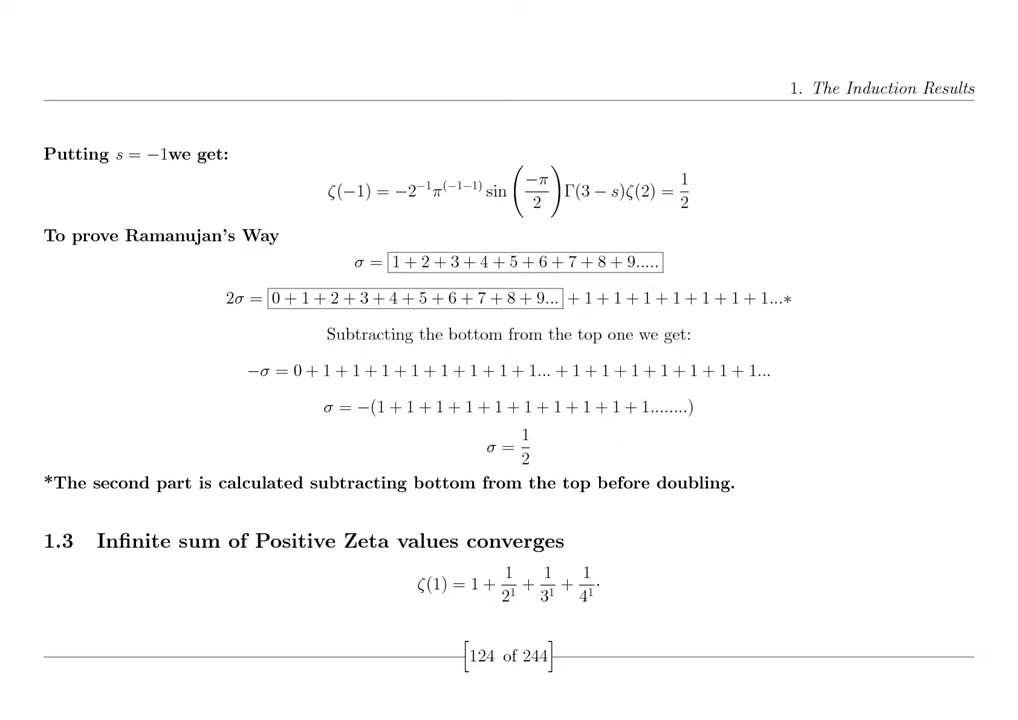 1. The Induction Results
Putting s = −1we get:
ζ(−1) = −2^{−1}π^{(−1−1)} sin(−π/2)Γ(3 − s)ζ(2) = 1/2
To prove Ramanujan's Way
σ = 1 + 2 + 3 + 4 + 5 + 6 + 7 + 8 + 9.....
2σ = 0 + 1 + 2 + 3 + 4 + 5 + 6 + 7 + 8 + 9... + 1 + 1 + 1 + 1 + 1 + 1 + 1...*
Subtracting the bottom from the top one we get:
−σ = 0 + 1 + 1 + 1 + 1 + 1 + 1 + 1 + 1... + 1 + 1 + 1 + 1 + 1 + 1 + 1...
σ = −(1 + 1 + 1 + 1 + 1 + 1 + 1 + 1 + 1 + 1........)
σ = 1/2
*The second part is calculated subtracting bottom from the top before doubling.
1.3 Infinite sum of Positive Zeta values converges
ζ(1) = 1 + 1/2^1 + 1/3^1 + 1/4^1 ·
124 of 244